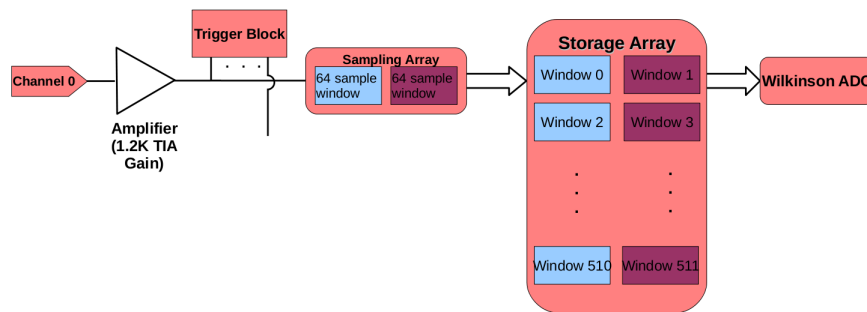 Channel 0
Amplifier
(1.2K TIA
Gain)
Trigger Block
Sampling Array
64 sample
window
64 sample
window
Storage Array
Window 0
Window 1
Window 2
Window 3
Window 510
Window 511
Wilkinson ADC